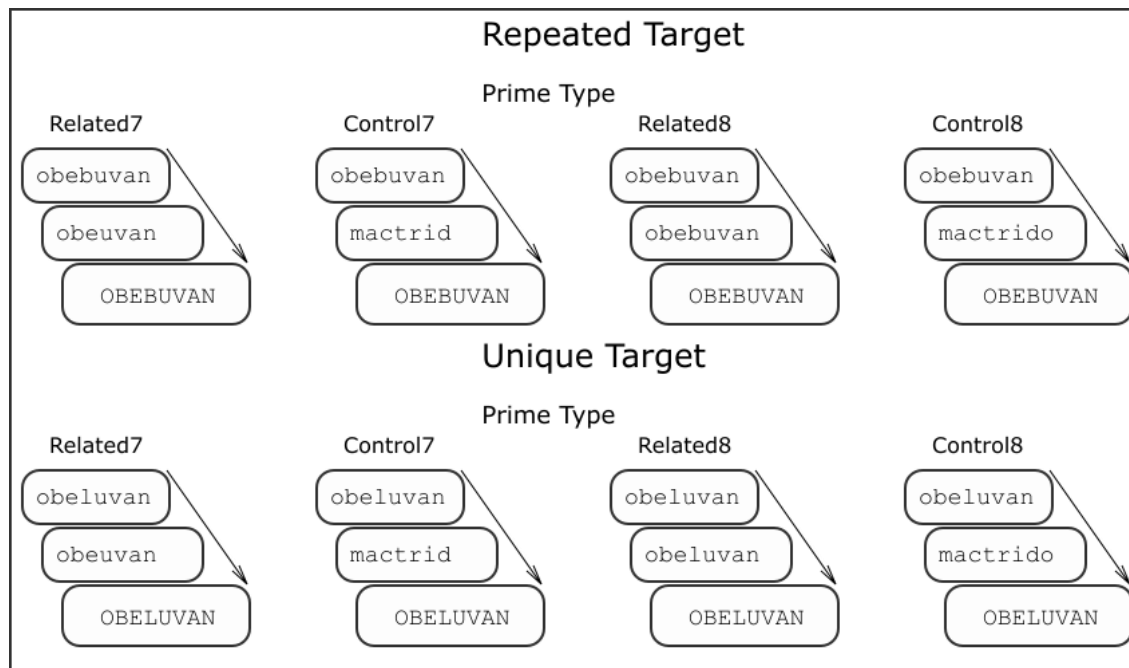 Repeated Target
Prime Type
Related7 Control7 Related8 Control8
obebuvan obebuvan obebuvan obebuvan
obeuvan mactrid obebuvan mactrido
OBEBUVAN OBEBUVAN OBEBUVAN OBEBUVAN
Unique Target
Prime Type
Related7 Control7 Related8 Control8
obeluvan obeluvan obeluvan obeluvan
obeuvan mactrid obeluvan mactrido
OBELUVAN OBELUVAN OBELUVAN OBELUVAN